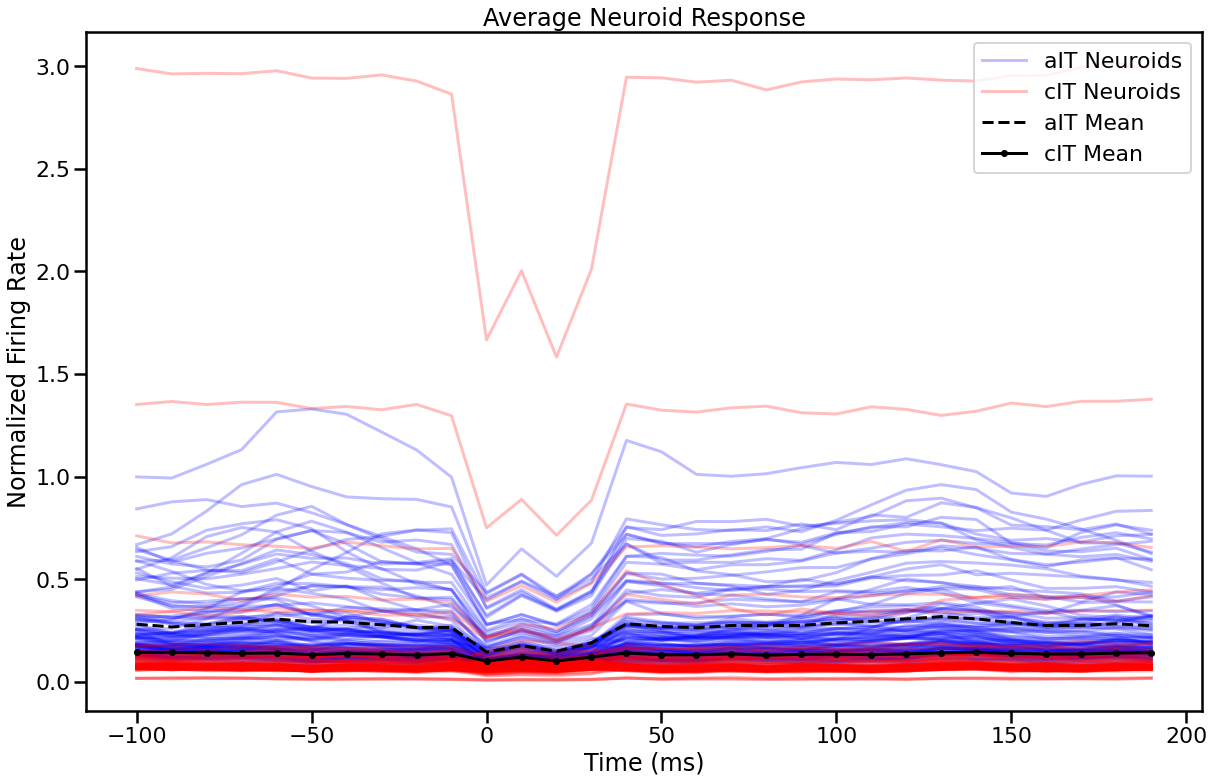 Average Neuroid Response
aIT Neuroids
cIT Neuroids
aIT Mean
cIT Mean
Normalized Firing Rate
3.0
2.5
2.0
1.5
1.0
0.5
0.0
−100
−50
0
50
100
150
200
Time (ms)